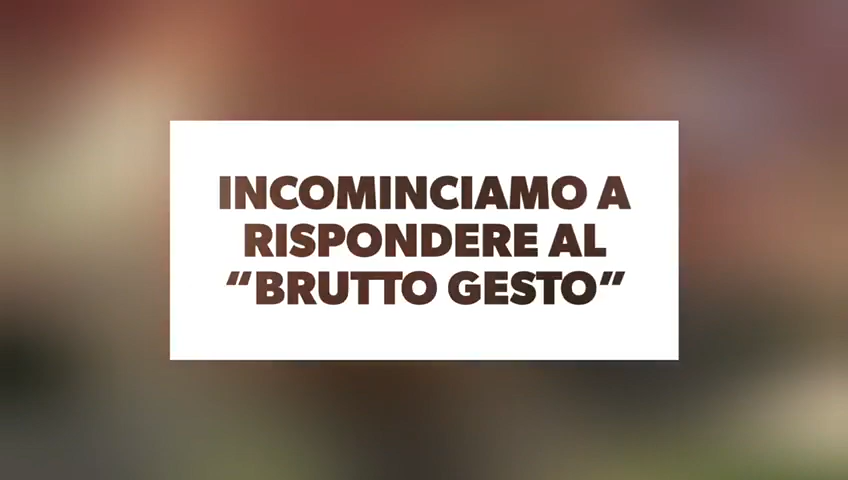 INCOMINCIAMO A
RISPONDERE AL
“BRUTTO GESTO”